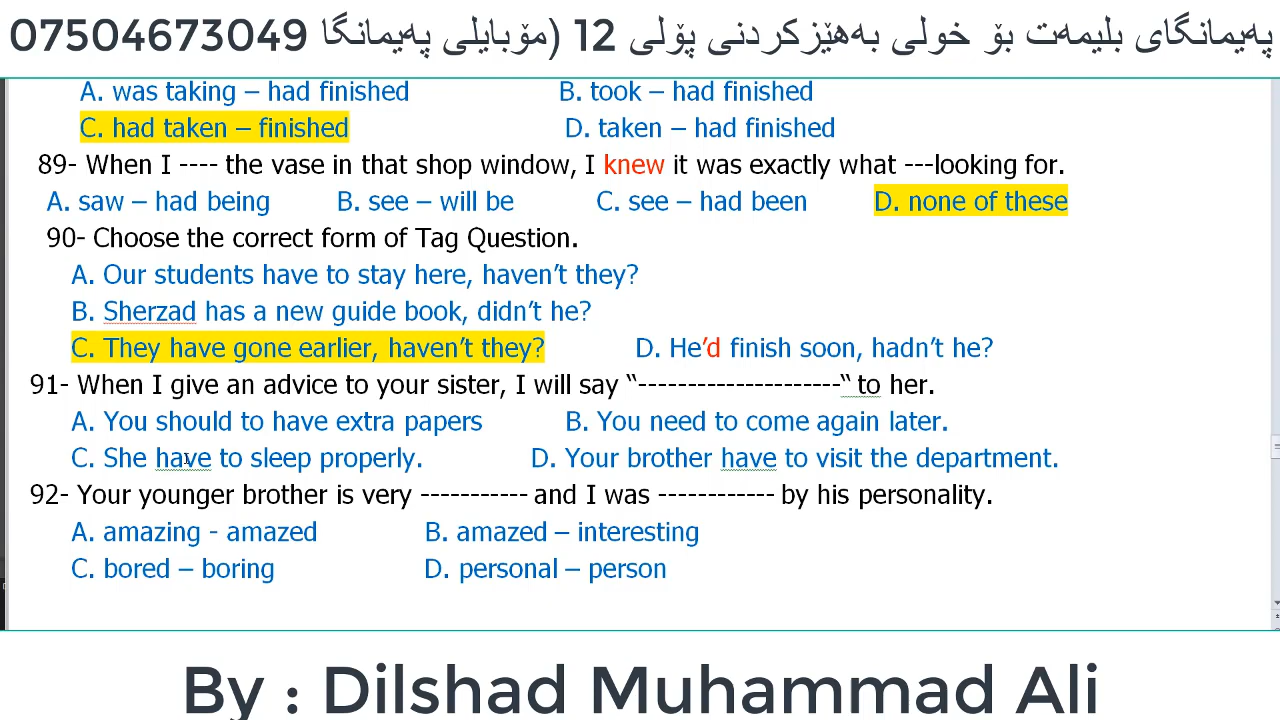 پەیمانگای بلیمەت بۆ خولی بەهێزکردنی پۆلی 12 (مۆبایلی پەیمانگا 07504673049
A. was taking – had finished B. took – had finished
C. had taken – finished D. taken – had finished
89- When I ---- the vase in that shop window, I knew it was exactly what ---looking for.
A. saw – had being B. see – will be C. see – had been D. none of these
90- Choose the correct form of Tag Question.
A. Our students have to stay here, haven’t they?
B. Sherzad has a new guide book, didn’t he?
C. They have gone earlier, haven’t they? D. He’d finish soon, hadn’t he?
91- When I give an advice to your sister, I will say “---------------------“ to her.
A. You should to have extra papers B. You need to come again later.
C. She have to sleep properly. D. Your brother have to visit the department.
92- Your younger brother is very ----------- and I was ------------ by his personality.
A. amazing - amazed B. amazed – interesting
C. bored – boring D. personal – person
By : Dilshad Muhammad Ali